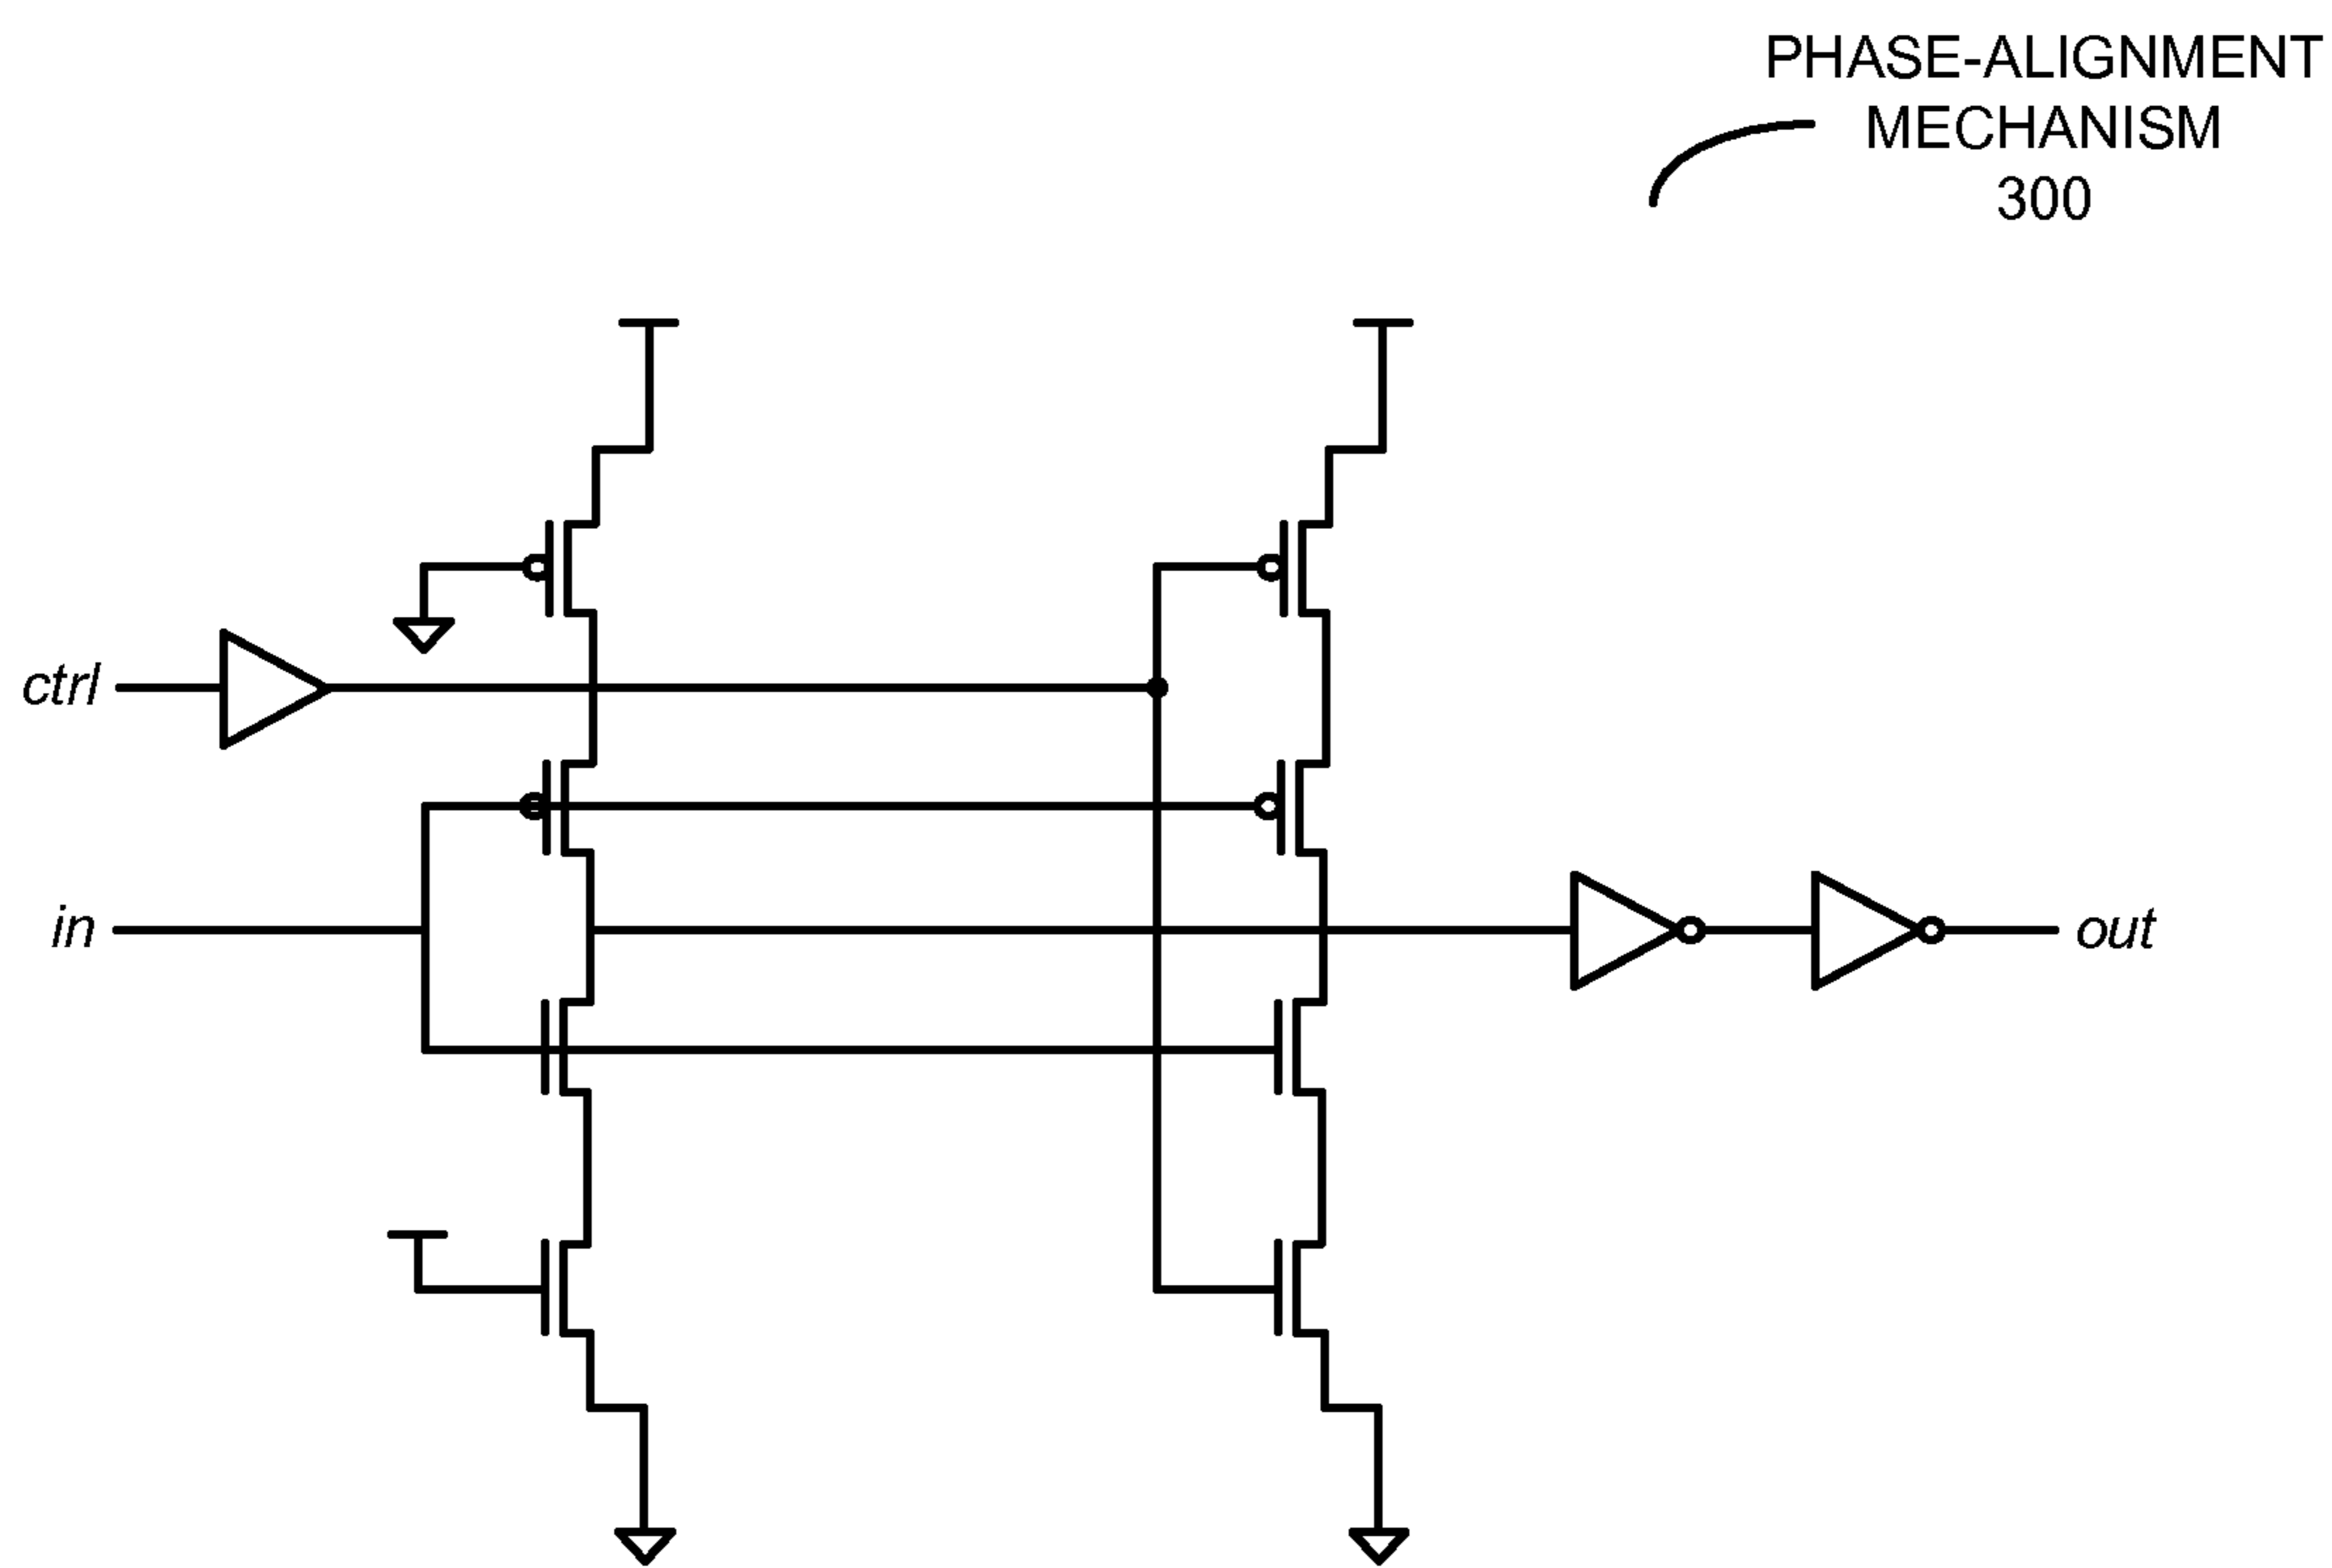 PHASE-ALIGNMENT
MECHANISM
300
ctrl
in
out